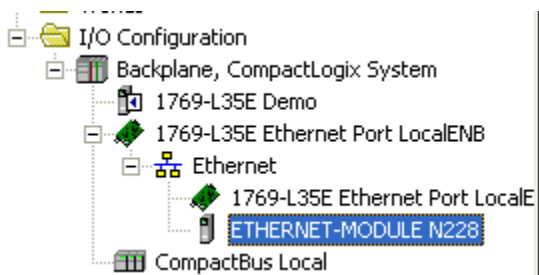 I/O Configuration
Backplane, CompactLogix System
1769-L35E Demo
1769-L35E Ethernet Port LocalENB
Ethernet
1769-L35E Ethernet Port LocalE
ETHERNET-MODULE N228
CompactBus Local